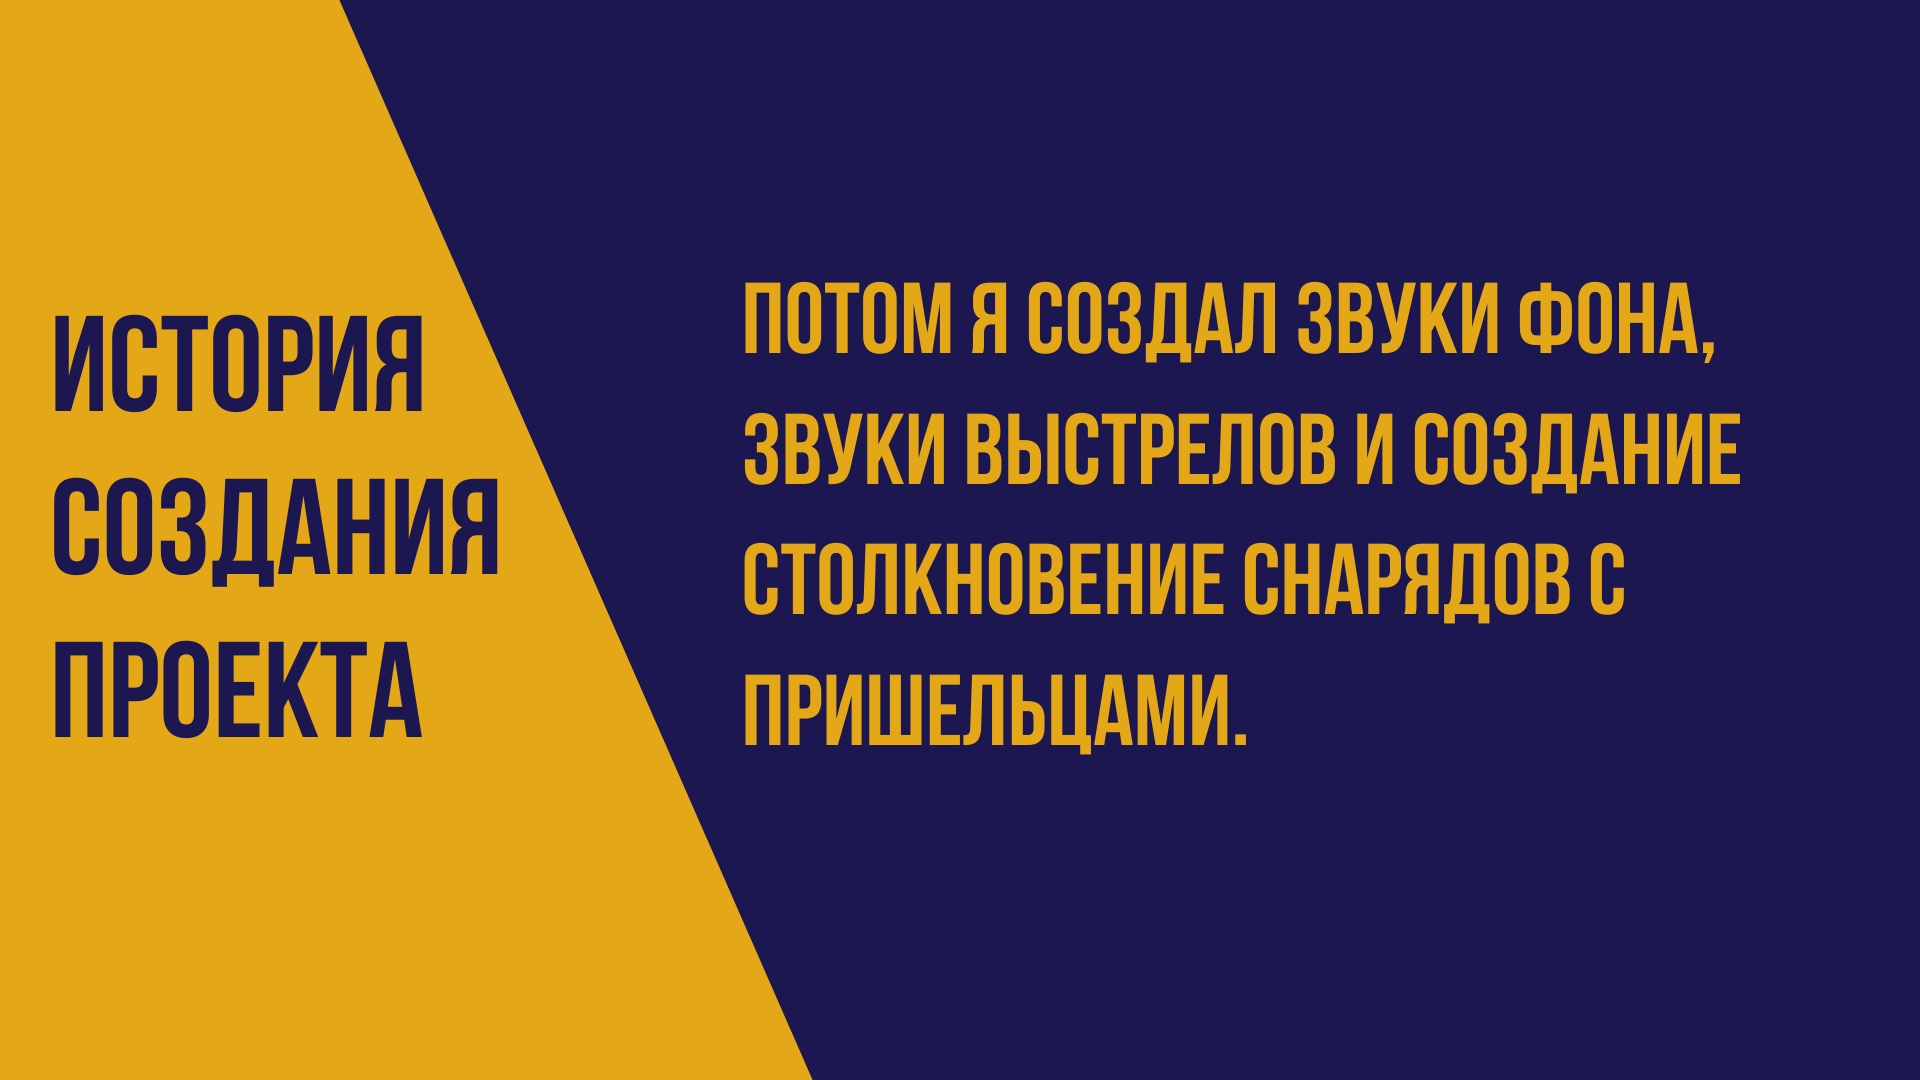 ИСТОРИЯ
СОЗДАНИЯ
ПРОЕКТА
ПОТОМ Я СОЗДАЛ ЗВУКИ ФОНА,
ЗВУКИ ВЫСТРЕЛОВ И СОЗДАНИЕ
СТОЛКНОВЕНИЕ СНАРЯДОВ С
ПРИШЕЛЬЦАМИ.